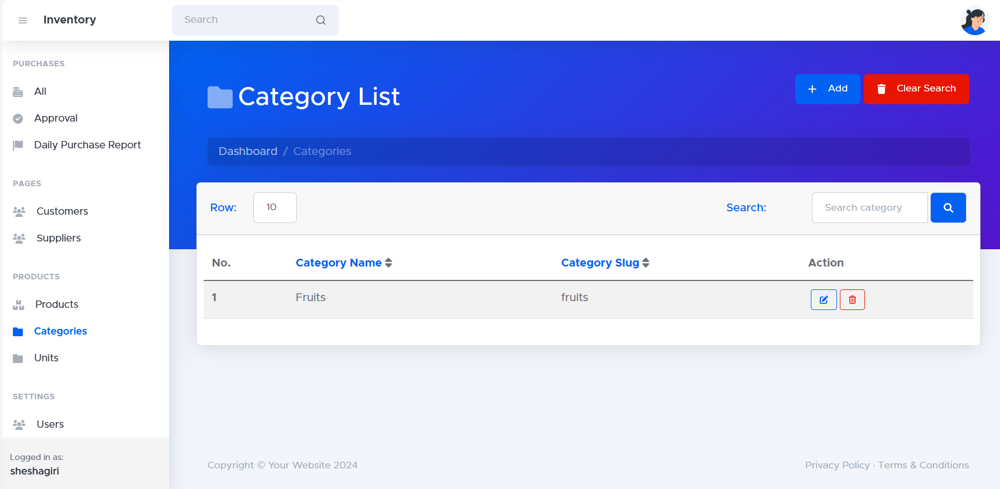 Inventory
Search
PURCHASES
All
Approval
Daily Purchase Report
PAGES
Customers
Suppliers
PRODUCTS
Products
Categories
Units
SETTINGS
Users
Logged in as:
sheshagiri
Category List
Add
Clear Search
Dashboard / Categories
Row: 10
Search: Search category
No. Category Name Category Slug Action
1 Fruits fruits
Copyright © Your Website 2024
Privacy Policy · Terms & Conditions